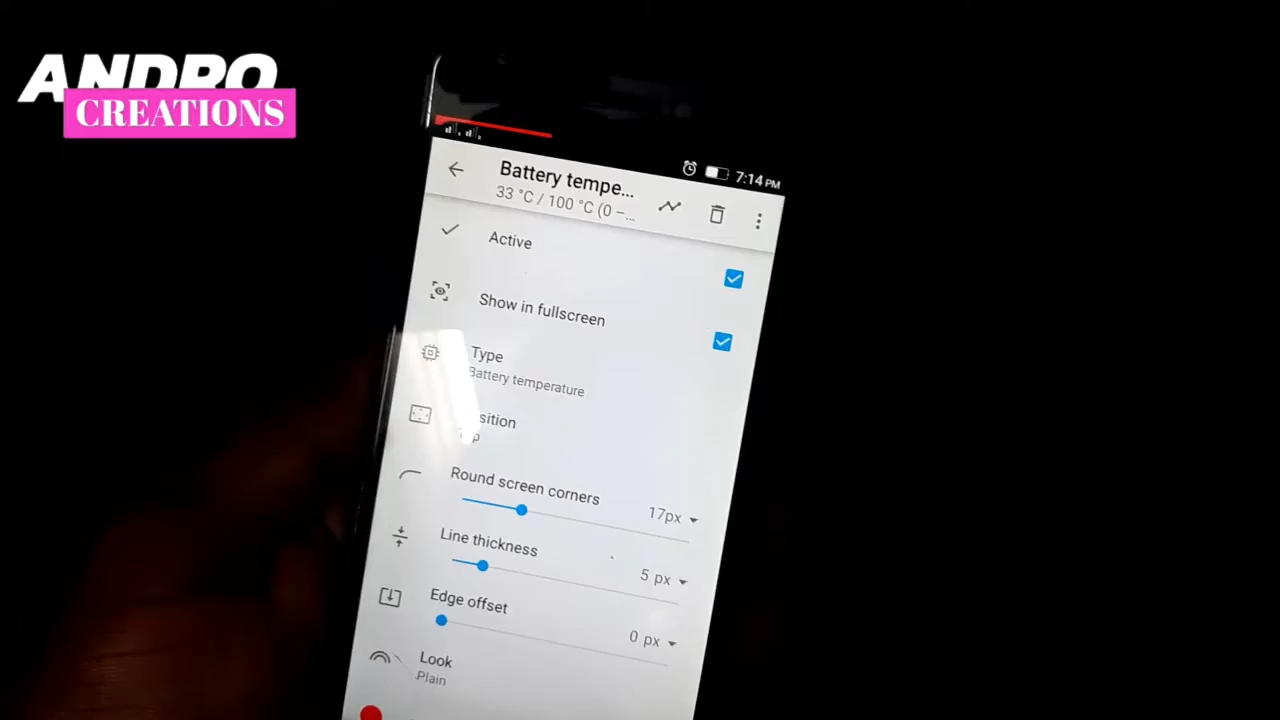 ANDRO
CREATIONS
7:14 PM
Battery tempe...
33 °C / 100 °C (0 –...
Active
Show in fullscreen
Type
Battery temperature
Round screen corners
17px
Line thickness
5 px
Edge offset
0 px
Look
Plain